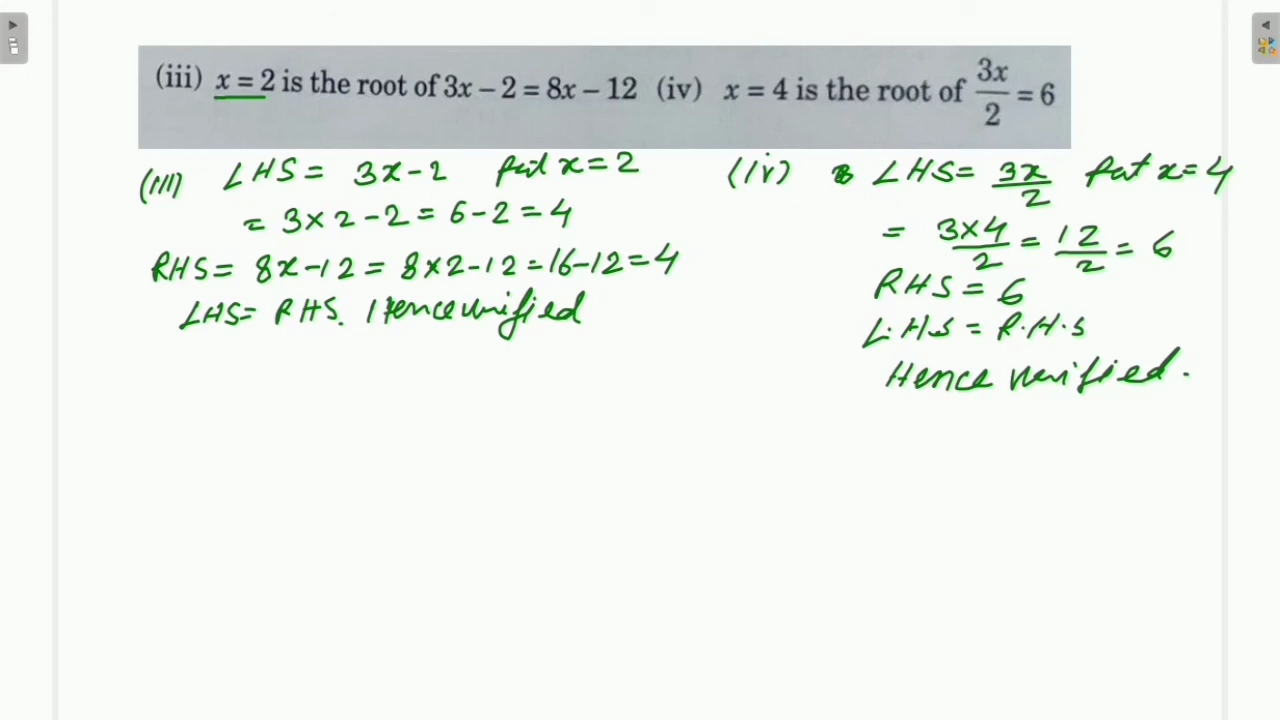 (iii) x = 2 is the root of 3x – 2 = 8x – 12 (iv) x = 4 is the root of 3x/2 = 6
(iii) LHS = 3x - 2 put x = 2
= 3 × 2 - 2 = 6 - 2 = 4
RHS = 8x - 12 = 8 × 2 - 12 = 16 - 12 = 4
LHS = RHS. Hence verified
(iv) LHS = 3x/2 put x = 4
= 3×4/2 = 12/2 = 6
RHS = 6
L.H.S = R.H.S
Hence verified.